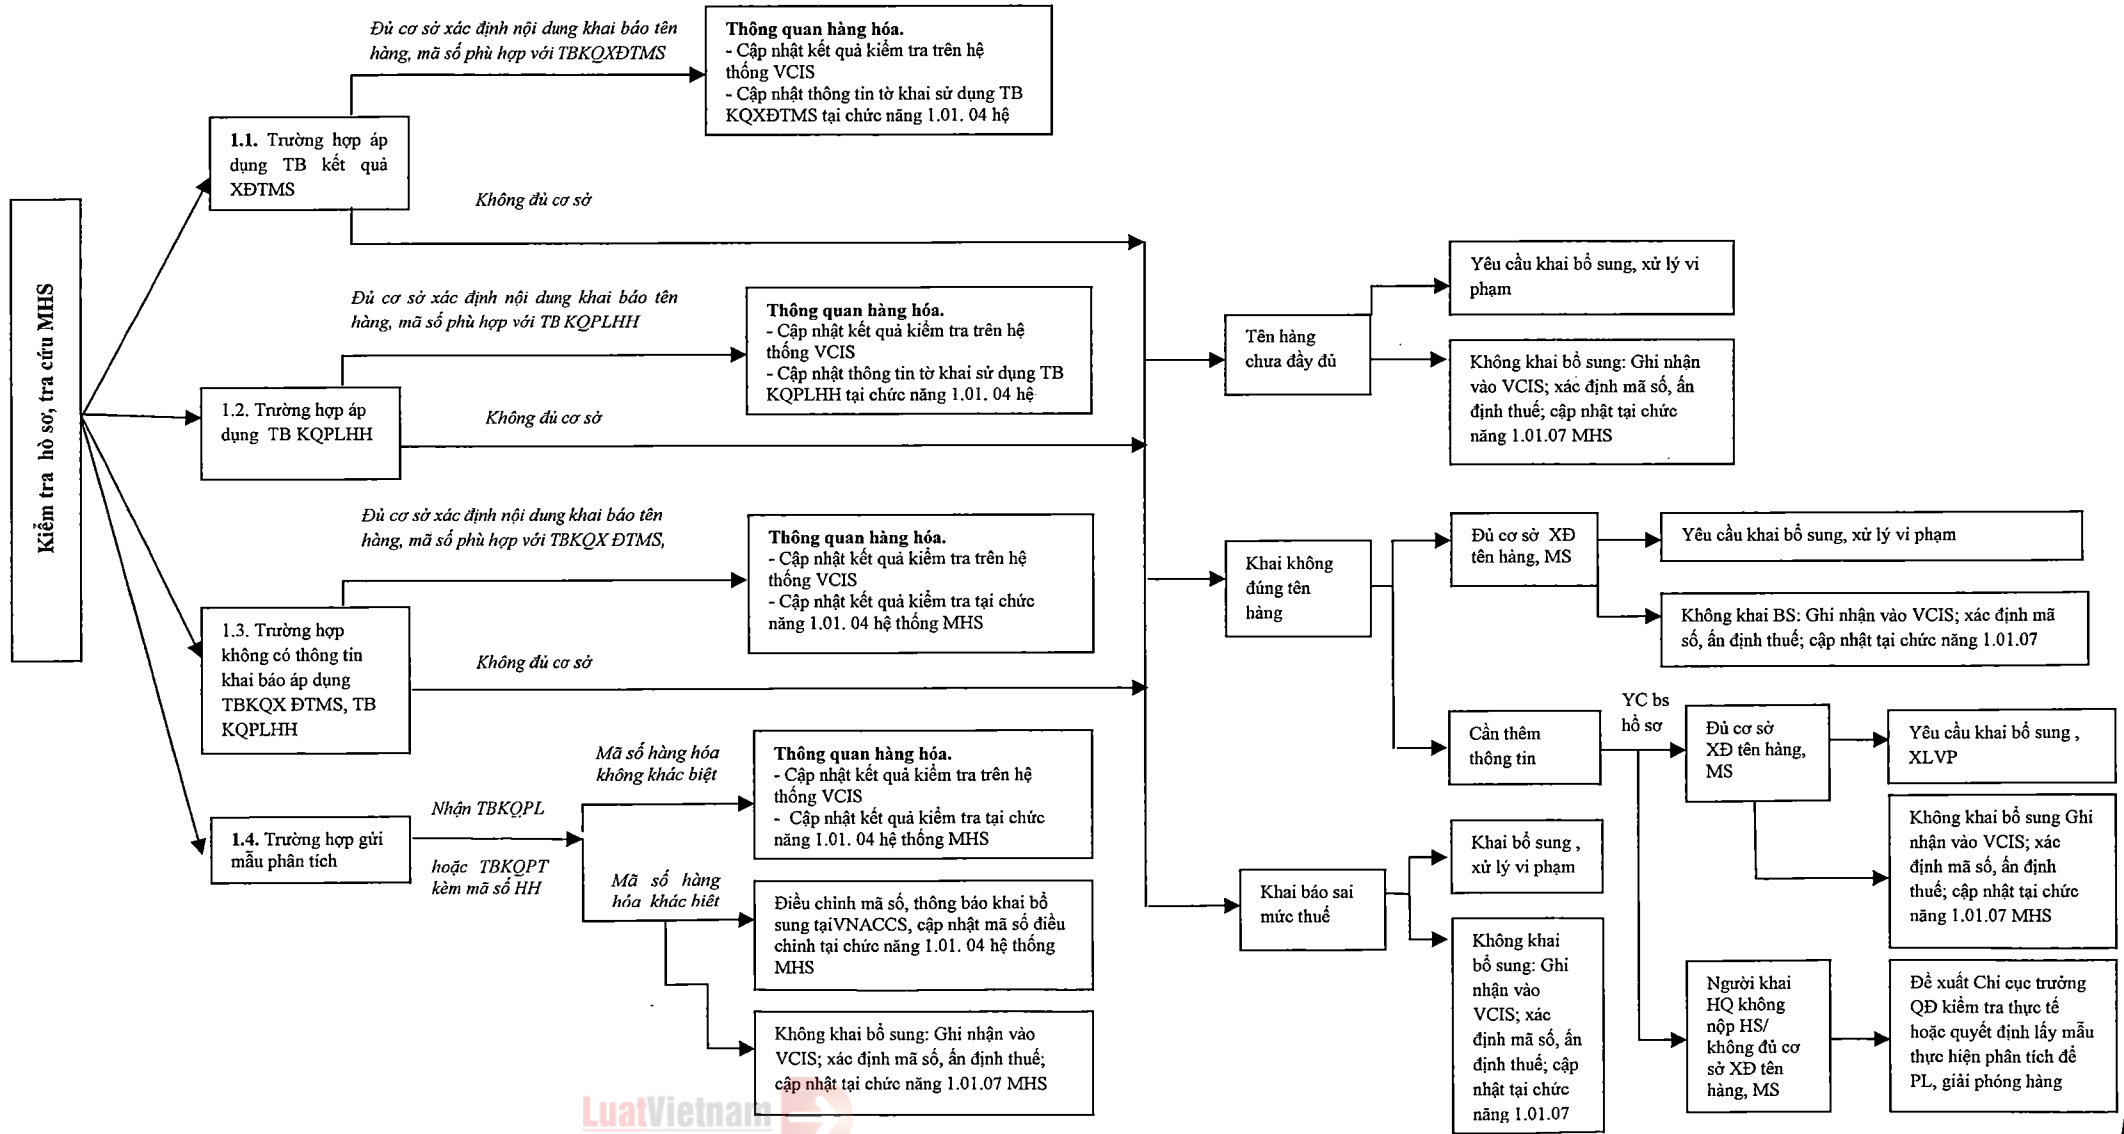 Kiểm tra hồ sơ, tra cứu MHS
1.1. Trường hợp áp
dụng TB kết quả
XĐTMS
Đủ cơ sở xác định nội dung khai báo tên
hàng, mã số phù hợp với TBKQXĐTMS
Thông quan hàng hóa.
- Cập nhật kết quả kiểm tra trên hệ
thống VCIS
- Cập nhật thông tin tờ khai sử dụng TB
KQXĐTMS tại chức năng 1.01. 04 hệ
Không đủ cơ sở
1.2. Trường hợp áp
dụng TB KQPLHH
Đủ cơ sở xác định nội dung khai báo tên
hàng, mã số phù hợp với TB KQPLHH
Thông quan hàng hóa.
- Cập nhật kết quả kiểm tra trên hệ
thống VCIS
- Cập nhật thông tin tờ khai sử dụng TB
KQPLHH tại chức năng 1.01. 04 hệ
Không đủ cơ sở
1.3. Trường hợp
không có thông tin
khai báo áp dụng
TBKQX ĐTMS, TB
KQPLHH
Đủ cơ sở xác định nội dung khai báo tên
hàng, mã số phù hợp với TBKQX ĐTMS,
Thông quan hàng hóa.
- Cập nhật kết quả kiểm tra trên hệ
thống VCIS
- Cập nhật kết quả kiểm tra tại chức
năng 1.01. 04 hệ thống MHS
Không đủ cơ sở
1.4. Trường hợp gửi
mẫu phân tích
Nhận TBKQPL
hoặc TBKQPT
kèm mã số HH
Mã số hàng hóa
không khác biệt
Thông quan hàng hóa.
- Cập nhật kết quả kiểm tra trên hệ
thống VCIS
- Cập nhật kết quả kiểm tra tại chức
năng 1.01. 04 hệ thống MHS
Mã số hàng
hóa khác biêt
Điều chỉnh mã số, thông báo khai bổ
sung tạiVNACCS, cập nhật mã số điều
chỉnh tại chức năng 1.01. 04 hệ thống
MHS
Không khai bổ sung: Ghi nhận vào
VCIS; xác định mã số, ấn định thuế;
cập nhật tại chức năng 1.01.07 MHS
Tên hàng
chưa đầy đủ
Yêu cầu khai bổ sung, xử lý vi
phạm
Không khai bổ sung: Ghi nhận
vào VCIS; xác định mã số, ấn
định thuế; cập nhật tại chức
năng 1.01.07 MHS
Khai không
đúng tên
hàng
Đủ cơ sở XĐ
tên hàng, MS
Yêu cầu khai bổ sung, xử lý vi phạm
Không khai BS: Ghi nhận vào VCIS; xác định mã
số, ấn định thuế; cập nhật tại chức năng 1.01.07
Cần thêm
thông tin
YC bs
hồ sơ
Đủ cơ sở
XĐ tên hàng,
MS
Yêu cầu khai bổ sung ,
XLVP
Không khai bổ sung Ghi
nhận vào VCIS; xác
định mã số, ấn định
thuế; cập nhật tại chức
năng 1.01.07 MHS
Người khai
HQ không
nộp HS/
không đủ cơ
sở XĐ tên
hàng, MS
Đề xuất Chi cục trưởng
QĐ kiểm tra thực tế
hoặc quyết định lấy mẫu
thực hiện phân tích để
PL, giải phóng hàng
Khai báo sai
mức thuế
Khai bổ sung ,
xử lý vi phạm
Không khai
bổ sung: Ghi
nhận vào
VCIS; xác
định mã số, ấn
định thuế; cập
nhật tại chức
năng 1.01.07
LuatVietnam